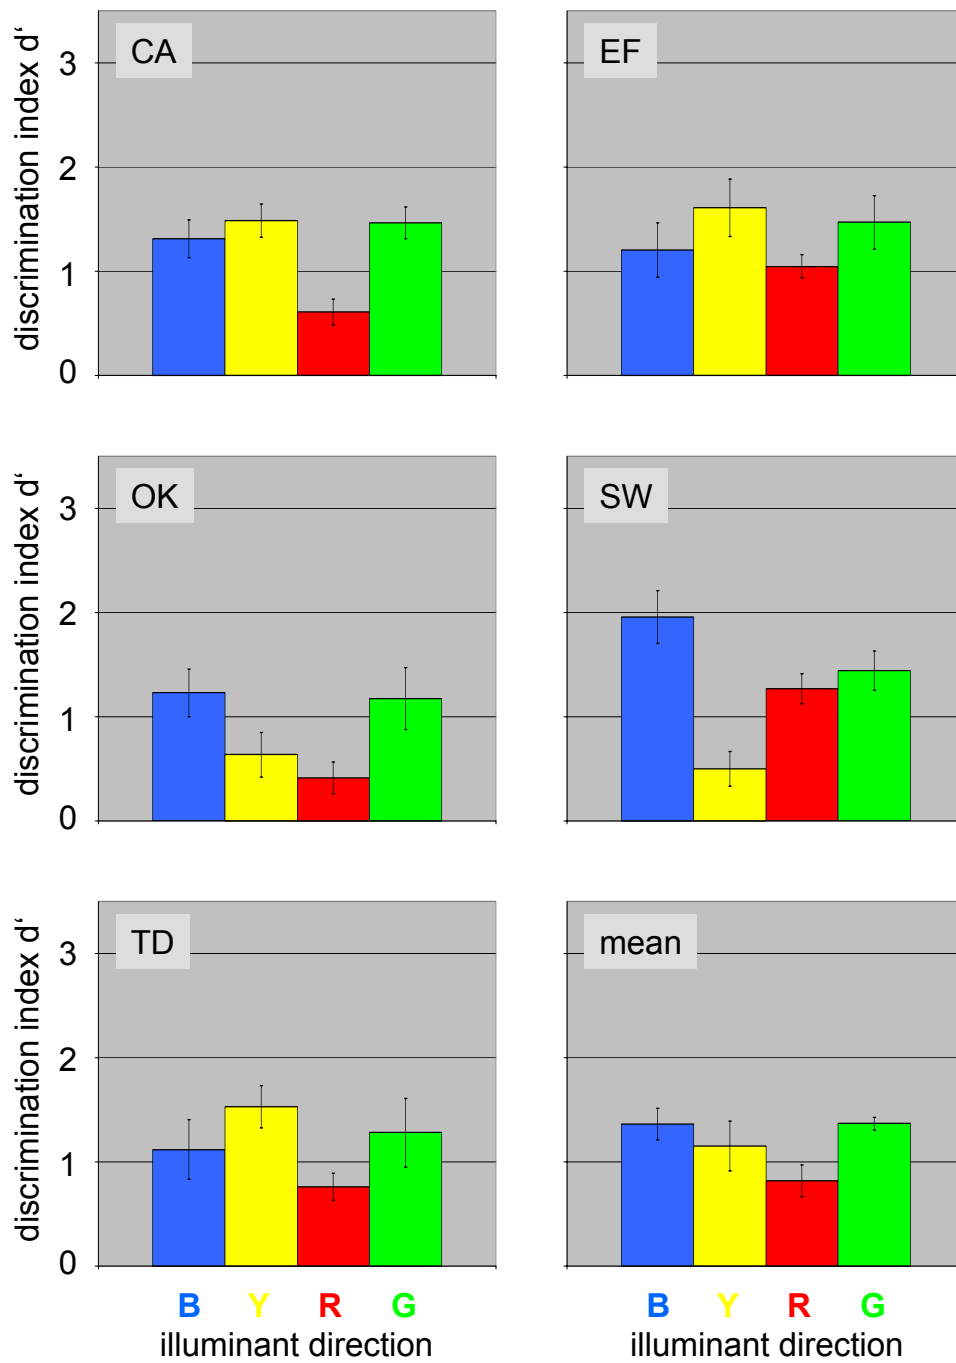 discrimination index d‘
3
2
1
0
CA
EF
discrimination index d‘
3
2
1
0
OK
SW
discrimination index d‘
3
2
1
0
TD
mean
B Y R G
illuminant direction
B Y R G
illuminant direction